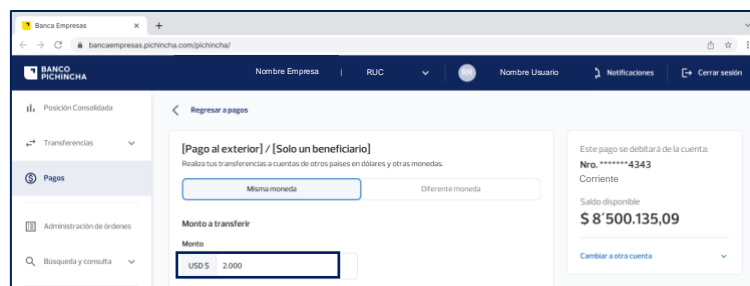 Banca Empresas
bancaempresas.pichincha.com/pichincha/
BANCO
PICHINCHA
Nombre Empresa | RUC
RR
Nombre Usuario
Notificaciones
Cerrar sesión
Posición Consolidada
Transferencias
Pagos
Administración de órdenes
Búsqueda y consulta
Regresar a pagos
[Pago al exterior] / [Solo un beneficiario]
Realiza tus transferencias a cuentas de otros países en dólares y otras monedas.
Misma moneda
Diferente moneda
Monto a transferir
Monto
USD $ 2.000
Este pago se debitará de la cuenta:
Nro. *******4343
Corriente
Saldo disponible
$ 8´500.135,09
Cambiar a otra cuenta